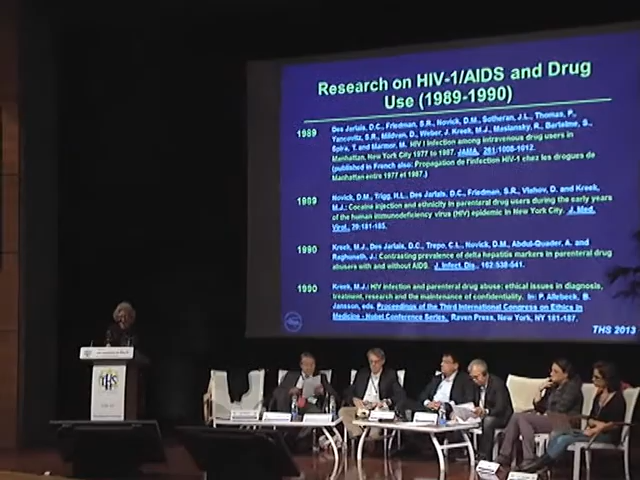 Research on HIV-1/AIDS and Drug
Use (1989-1990)
1989 Des Jarlais, D.C., Friedman, S.R., Novick, D.M., Sotheran, J.L., Thomas, P.,
Yancovitz, S.R., Mildvan, D., Weber, J. Kreek, M.J., Maslansky, R., Bartelme, S.,
Spira, T. and Marmor, M. HIV I infection among intravenous drug users in
Manhattan, New York City 1977 to 1987. JAMA, 261:1008-1012.
(published in French also: Propagation de l'infection HIV-1 chez les drogues de
Manhattan entre 1977 et 1987.)
1989 Novick, D.M., Trigg, H.L., Des Jarlais, D.C., Friedman, S.R., Vlahov, D. and Kreek,
M.J.: Cocaine injection and ethnicity in parenteral drug users during the early years
of the human immunodeficiency virus (HIV) epidemic in New York City. J. Med.
Virol., 29:181-185.
1990 Kreek, M.J., Des Jarlais, D.C., Trepo, C.L., Novick, D.M., Abdul-Quader, A. and
Raghunath, J.: Contrasting prevalence of delta hepatitis markers in parenteral drug
abusers with and without AIDS. J. Infect. Dis., 162:538-541.
1990 Kreek, M.J.: HIV infection and parenteral drug abuse: ethical issues in diagnosis,
treatment, research and the maintenance of confidentiality. In: P. Allebeck, B.
Jansson, eds. Proceedings of the Third International Congress on Ethics in
Medicine - Nobel Conference Series, Raven Press, New York, NY 181-187.
THS 2013
THS